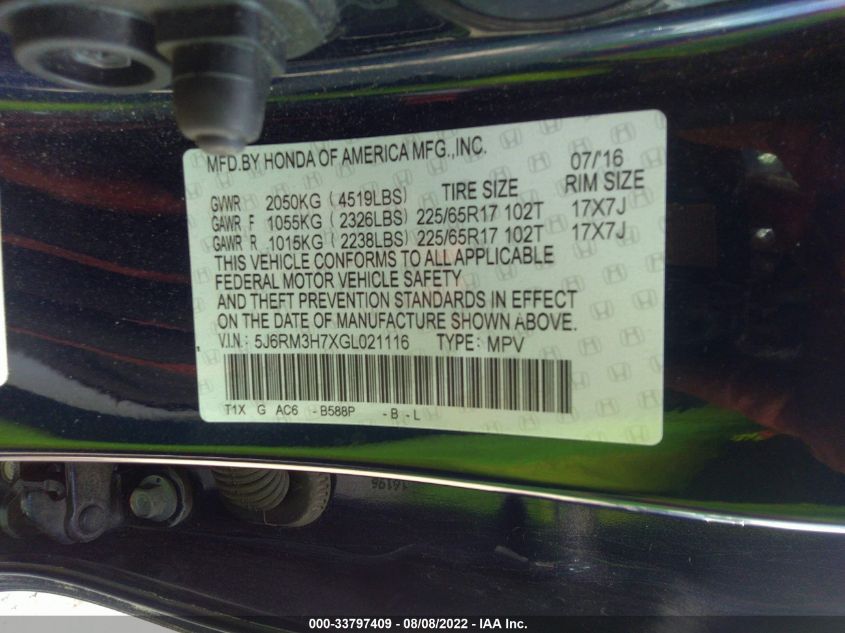 MFD.BY HONDA OF AMERICA MFG.,INC. 07/16
GVWR 2050KG (4519LBS) TIRE SIZE RIM SIZE
GAWR F 1055KG (2326LBS) 225/65R17 102T 17X7J
GAWR R 1015KG (2238LBS) 225/65R17 102T 17X7J
THIS VEHICLE CONFORMS TO ALL APPLICABLE
FEDERAL MOTOR VEHICLE SAFETY
AND THEFT PREVENTION STANDARDS IN EFFECT
ON THE DATE OF MANUFACTURE SHOWN ABOVE.
V.I.N.: 5J6RM3H7XGL021116 TYPE: MPV
T1X G AC6 -B588P -B-L
16196
000-33797409 - 08/08/2022 - IAA Inc.